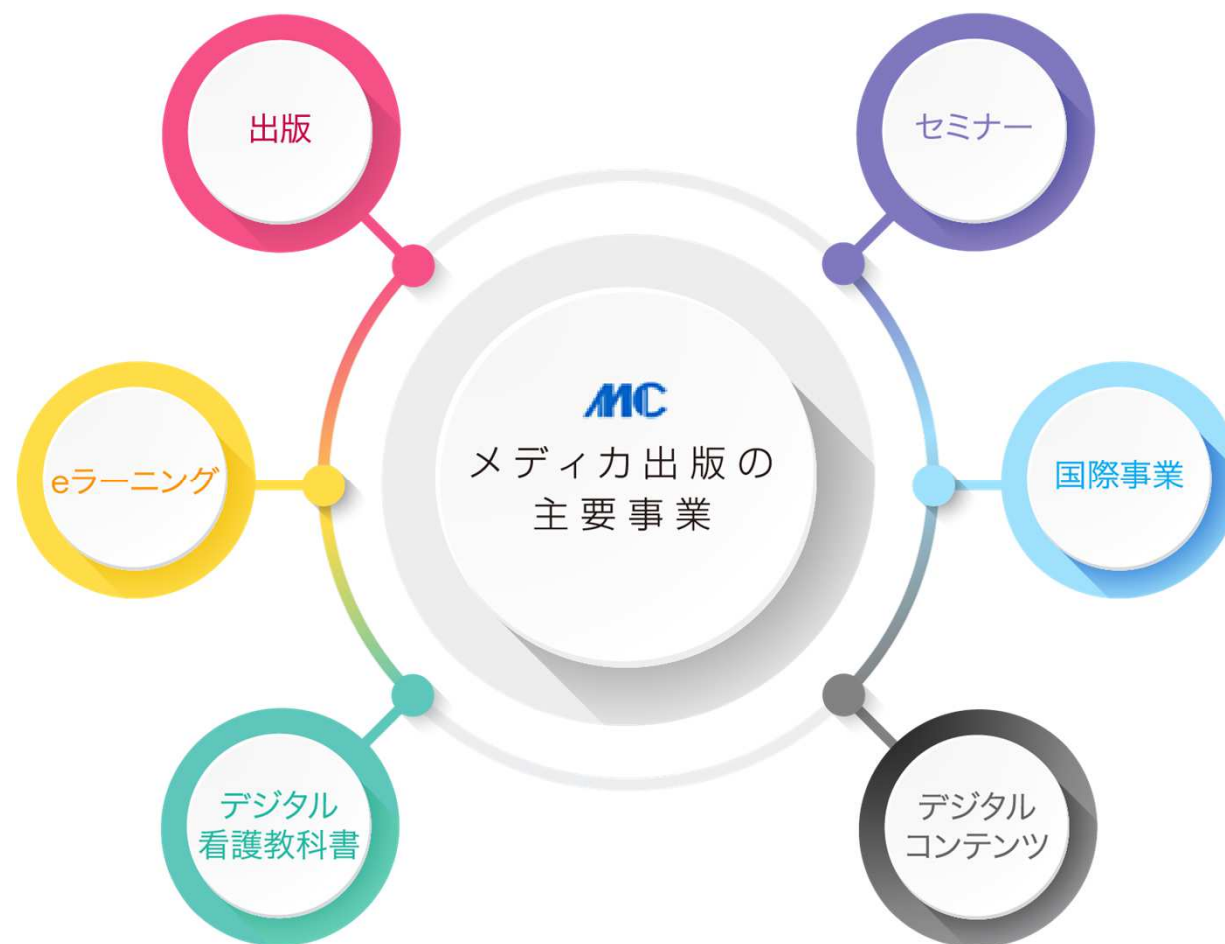 出版
セミナー
MC
メディカ出版の
主要事業
eラーニング
国際事業
デジタル
看護教科書
デジタル
コンテンツ